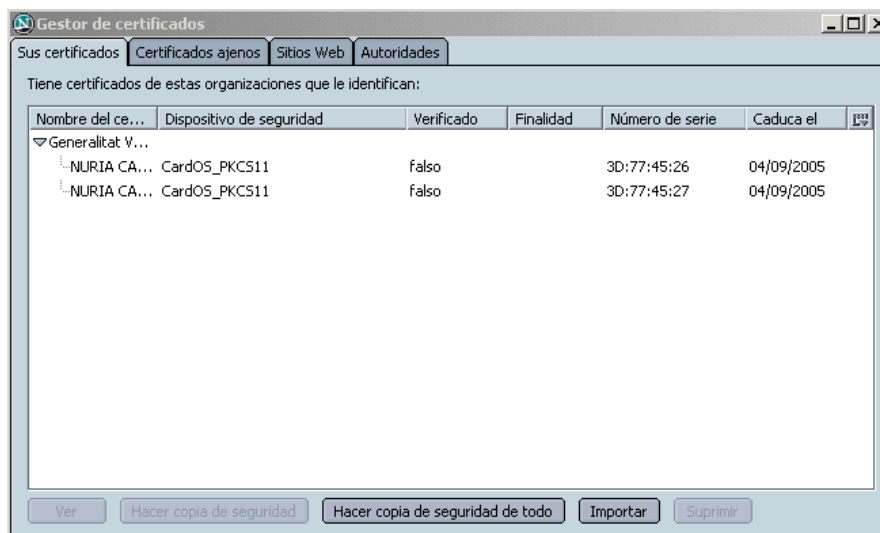 Gestor de certificados
Sus certificados Certificados ajenos Sitios Web Autoridades
Tiene certificados de estas organizaciones que le identifican:
Nombre del ce... Dispositivo de seguridad Verificado Finalidad Número de serie Caduca el
Generalitat V...
NURIA CA... CardOS_PKCS11 falso 3D:77:45:26 04/09/2005
NURIA CA... CardOS_PKCS11 falso 3D:77:45:27 04/09/2005
Ver Hacer copia de seguridad Hacer copia de seguridad de todo Importar Suprimir